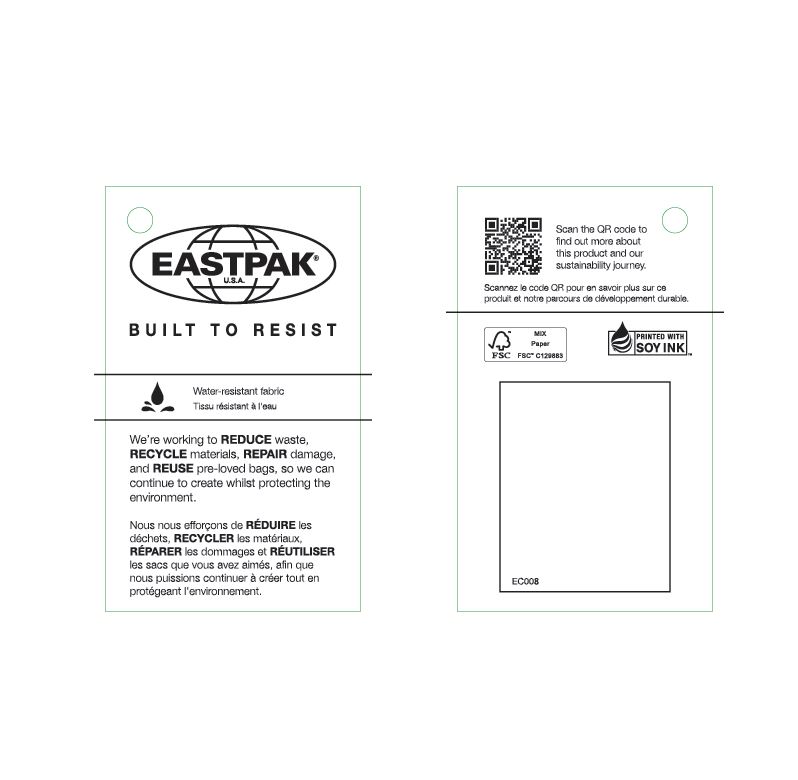 EASTPAK®
U.S.A.
BUILT TO RESIST
Water-resistant fabric
Tissu résistant à l'eau
We're working to REDUCE waste,
RECYCLE materials, REPAIR damage,
and REUSE pre-loved bags, so we can
continue to create whilst protecting the
environment.
Nous nous efforçons de RÉDUIRE les
déchets, RECYCLER les matériaux,
RÉPARER les dommages et RÉUTILISER
les sacs que vous avez aimés, afin que
nous puissions continuer à créer tout en
protégeant l'environnement.
Scan the QR code to
find out more about
this product and our
sustainability journey.
Scannez le code QR pour en savoir plus sur ce
produit et notre parcours de développement durable.
FSC
MIX
Paper
FSC™ C129883
PRINTED WITH
SOY INK™
EC008